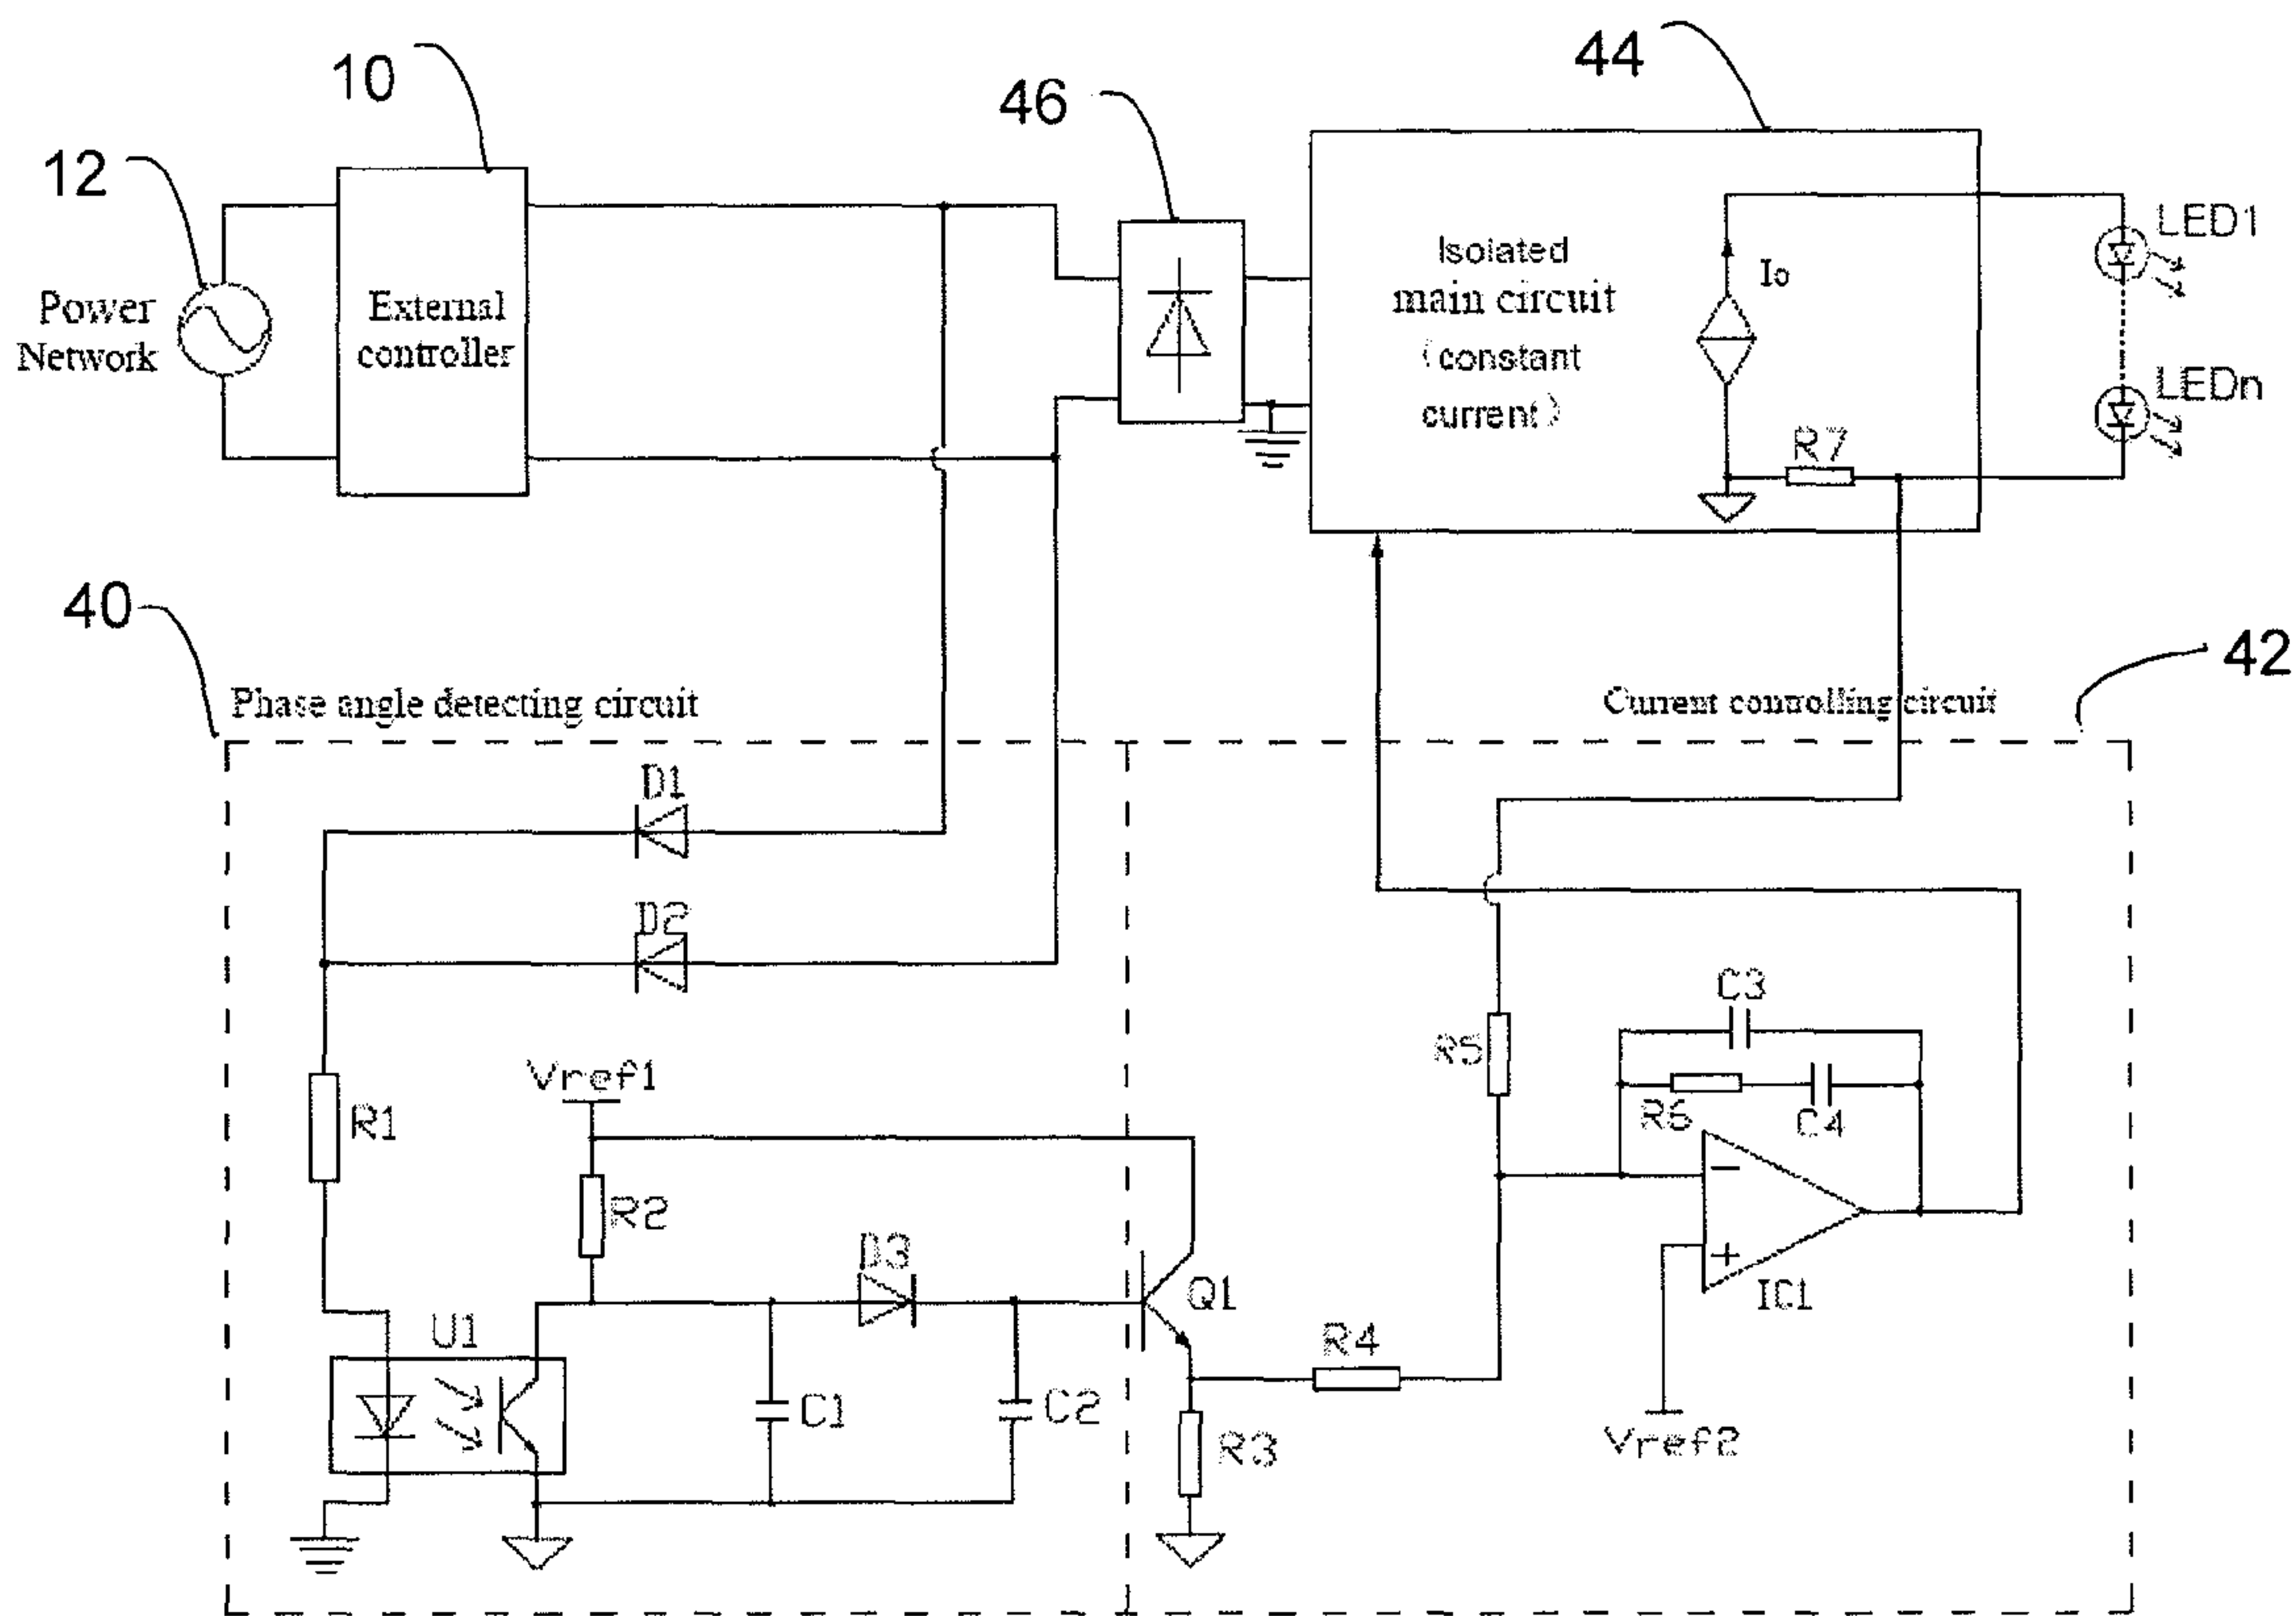 10
44
46
12
Power
Network
External
controller
Isolated
main circuit
(constant
current)
Io
LED1
LEDn
R7
40
42
Phase angle detecting circuit
Current controlling circuit
D1
D2
R1
Vref1
R2
D3
U1
C1
C2
Q1
R3
R4
R5
C3
R6
C4
IC1
Vref2